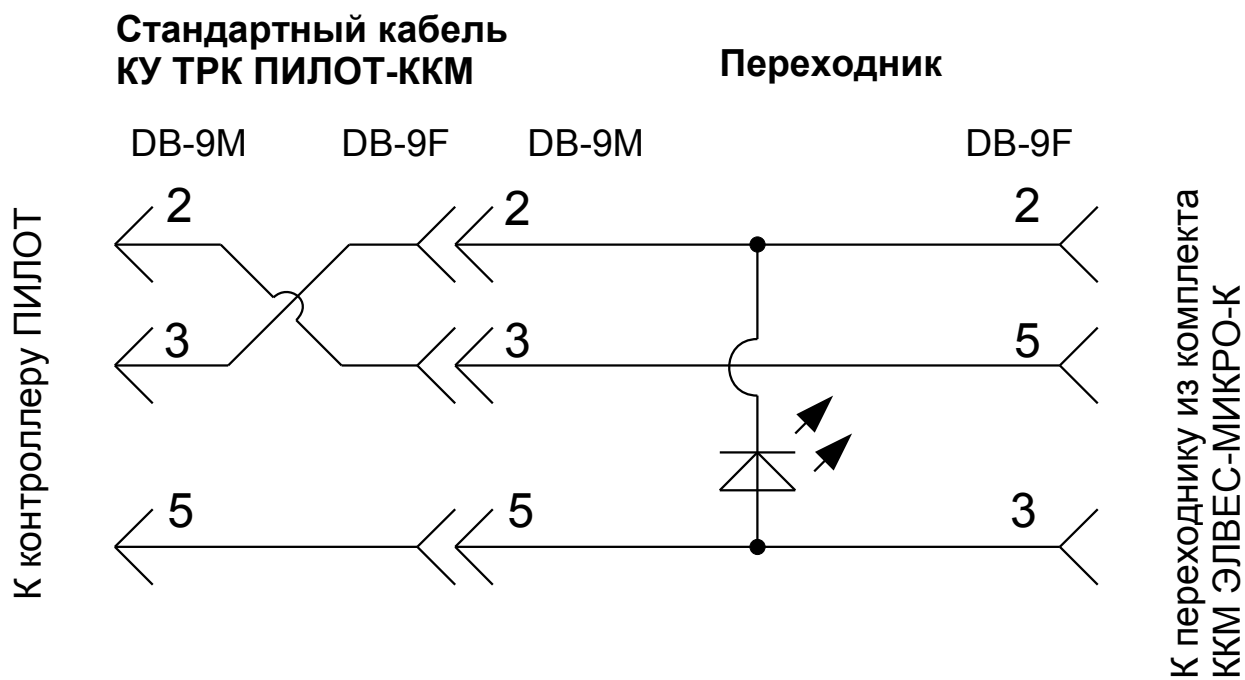 Стандартный кабель
КУ ТРК ПИЛОТ-ККМ
Переходник
DB-9M
DB-9F
DB-9M
DB-9F
К контроллеру ПИЛОТ
2
2
2
3
3
5
5
5
3
К переходнику из комплекта
ККМ ЭЛВЕС-МИКРО-К